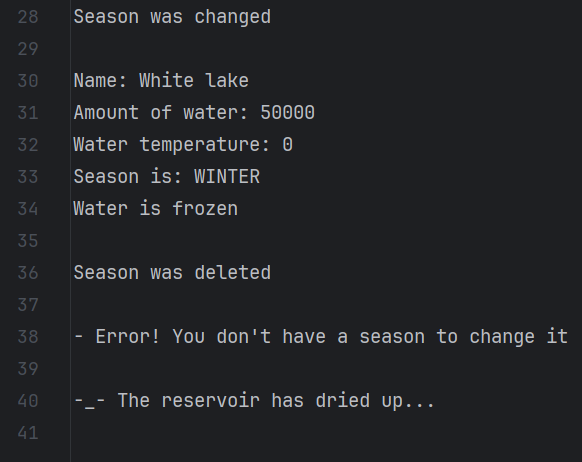 28 Season was changed
29
30 Name: White lake
31 Amount of water: 50000
32 Water temperature: 0
33 Season is: WINTER
34 Water is frozen
35
36 Season was deleted
37
38 - Error! You don't have a season to change it
39
40 -_- The reservoir has dried up...
41